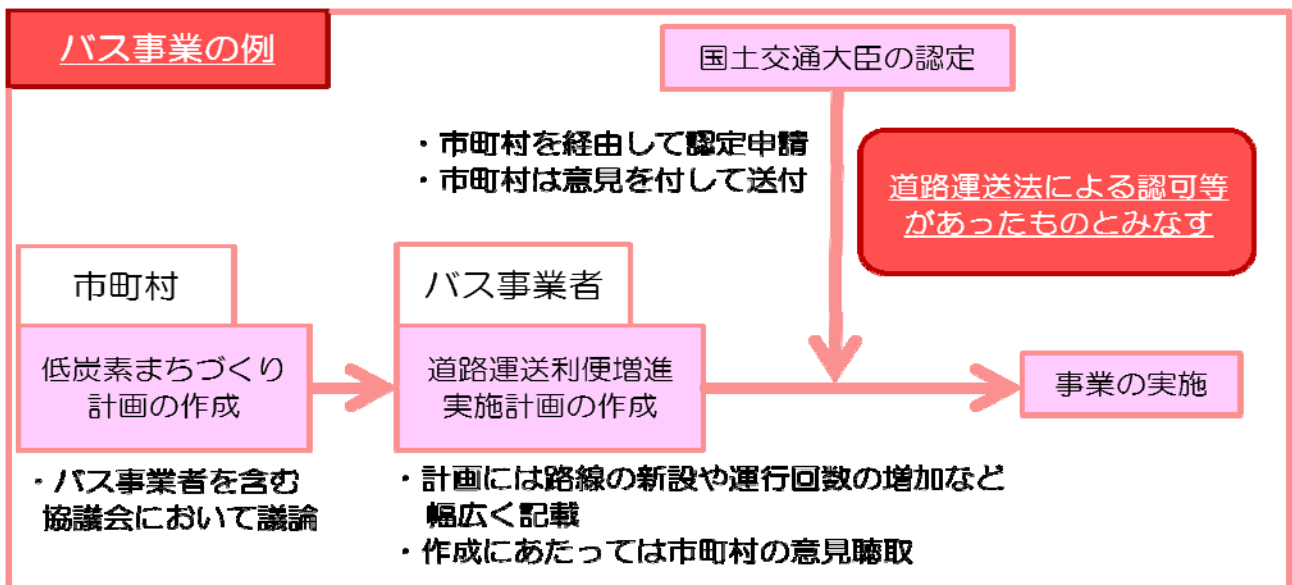 バス事業の例
国土交通大臣の認定
・市町村を経由して認定申請
・市町村は意見を付して送付
道路運送法による認可等
があったものとみなす
市町村
低炭素まちづくり
計画の作成
・バス事業者を含む
協議会において議論
バス事業者
道路運送利便増進
実施計画の作成
・計画には路線の新設や運行回数の増加など
幅広く記載
・作成にあたっては市町村の意見聴取
事業の実施